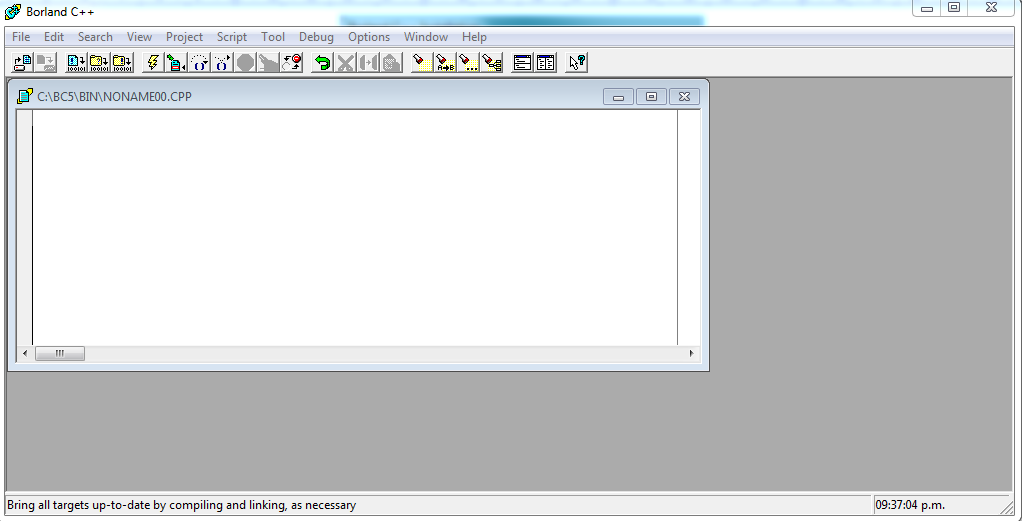 Borland C++
File Edit Search View Project Script Tool Debug Options Window Help
C:\BC5\BIN\NONAME00.CPP
Bring all targets up-to-date by compiling and linking, as necessary
09:37:04 p.m.